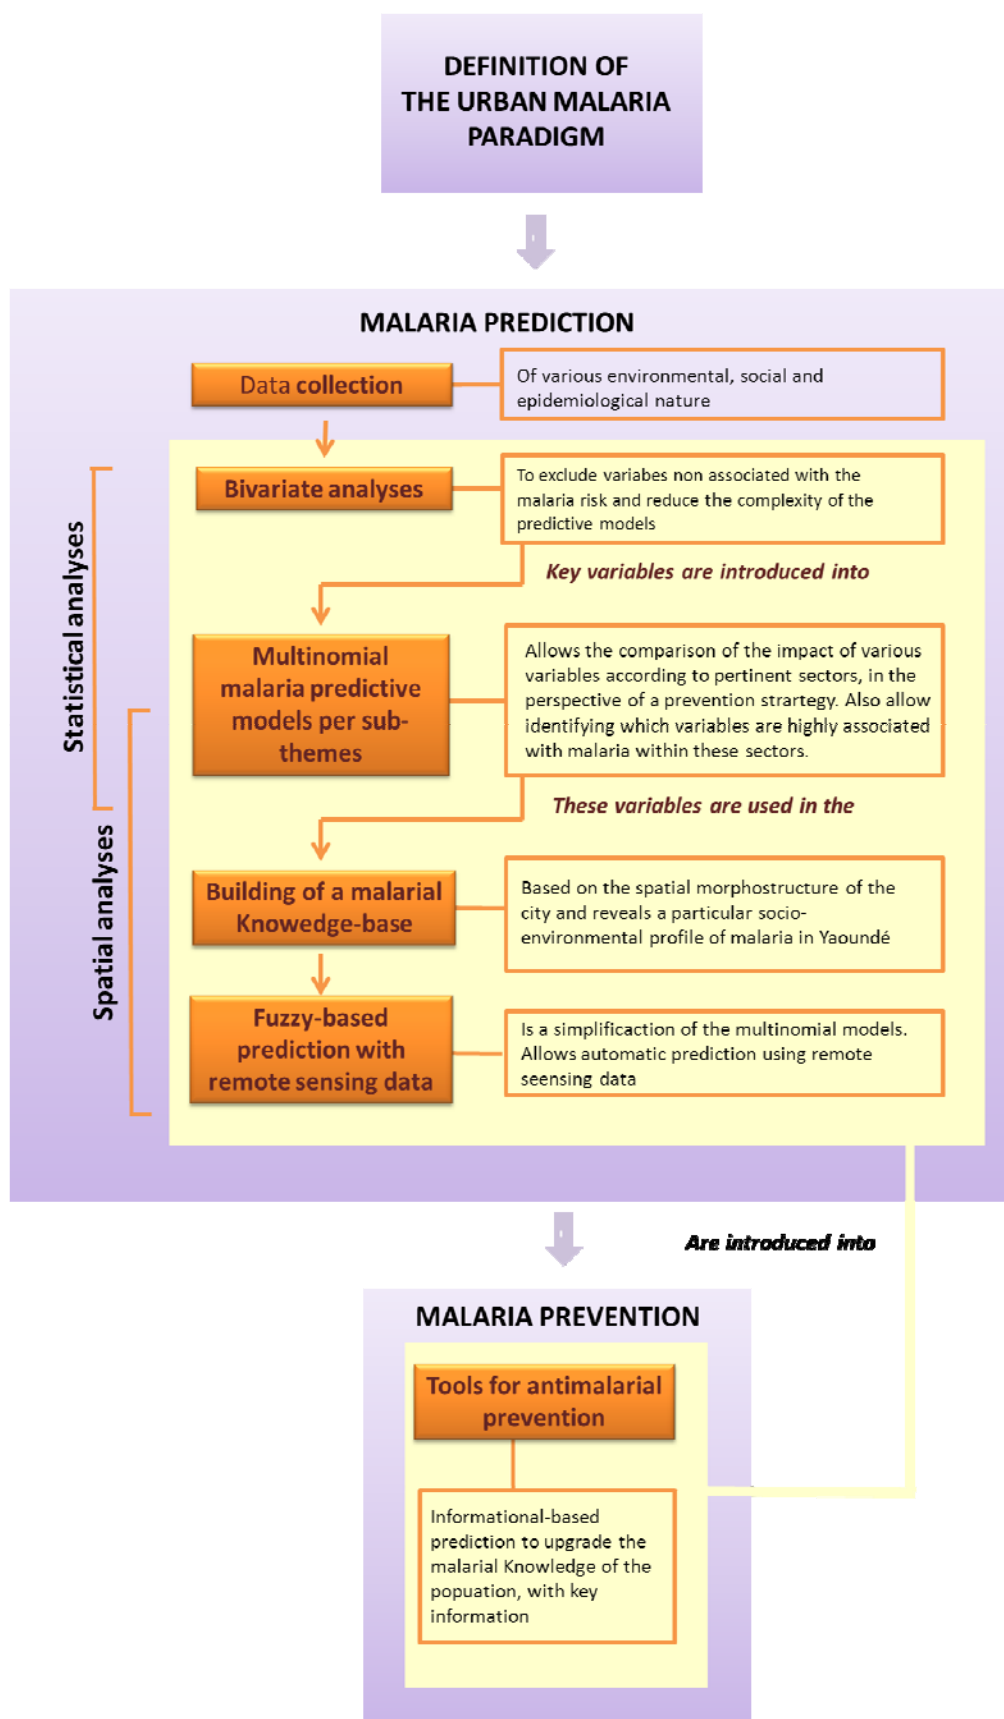 DEFINITION OF
THE URBAN MALARIA
PARADIGM
MALARIA PREDICTION
Data collection
Of various environmental, social and
epidemiological nature
Statistical analyses
Bivariate analyses
To exclude variabes non associated with the
malaria risk and reduce the complexity of the
predictive models
Key variables are introduced into
Multinomial
malaria predictive
models per sub-
themes
Allows the comparison of the impact of various
variables according to pertinent sectors, in the
perspective of a prevention strartegy. Also allow
identifying which variables are highly associated
with malaria within these sectors.
These variables are used in the
Spatial analyses
Building of a malarial
Knowedge-base
Based on the spatial morphostructure of the
city and reveals a particular socio-
environmental profile of malaria in Yaoundé
Fuzzy-based
prediction with
remote sensing data
Is a simplificaction of the multinomial models.
Allows automatic prediction using remote
seensing data
Are introduced into
MALARIA PREVENTION
Tools for antimalarial
prevention
Informational-based
prediction to upgrade the
malarial Knowledge of the
popuation, with key
information